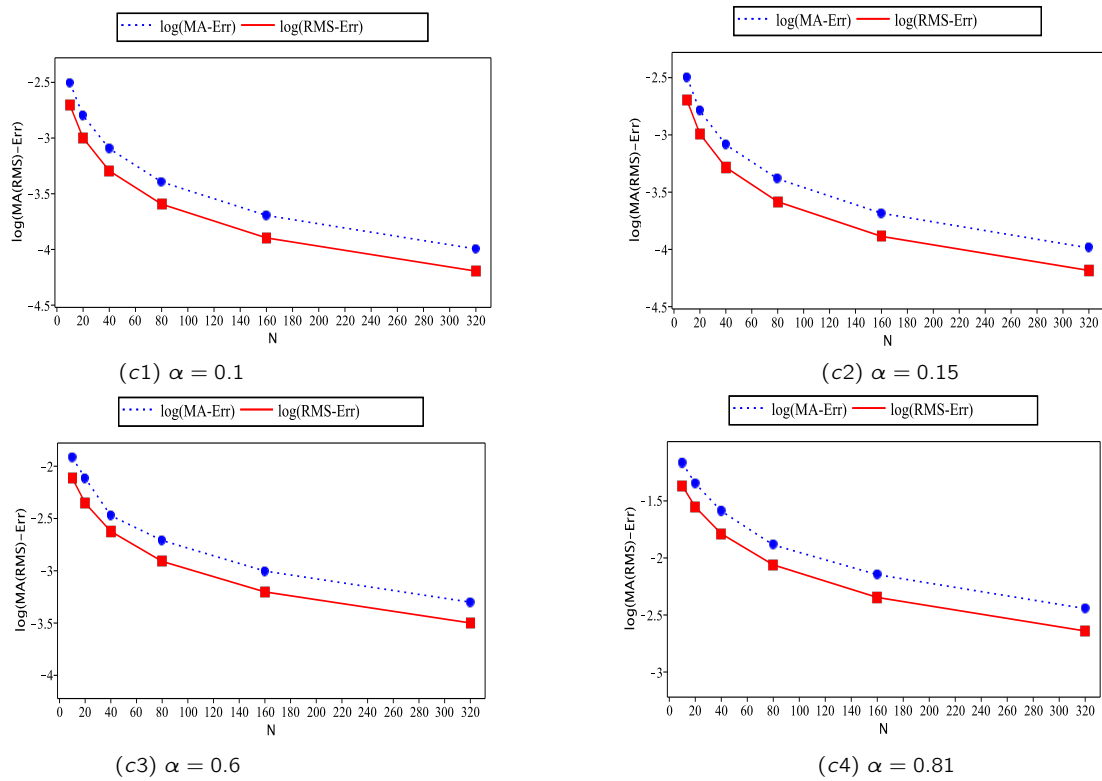 log(MA-Err) log(RMS-Err)
−2.5
−3
−3.5
−4
−4.5
log(MA(RMS)−Err)
0 20 40 60 80 100 120 140 160 180 200 220 240 260 280 300 320
N
(c1) α = 0.1
log(MA-Err) log(RMS-Err)
−2.5
−3
−3.5
−4
−4.5
log(MA(RMS)−Err)
0 20 40 60 80 100 120 140 160 180 200 220 240 260 280 300 320
N
(c2) α = 0.15
log(MA-Err) log(RMS-Err)
−2
−2.5
−3
−3.5
−4
log(MA(RMS)−Err)
0 20 40 60 80 100 120 140 160 180 200 220 240 260 280 300 320
N
(c3) α = 0.6
log(MA-Err) log(RMS-Err)
−1.5
−2
−2.5
−3
log(MA(RMS)−Err)
0 20 40 60 80 100 120 140 160 180 200 220 240 260 280 300 320
N
(c4) α = 0.81